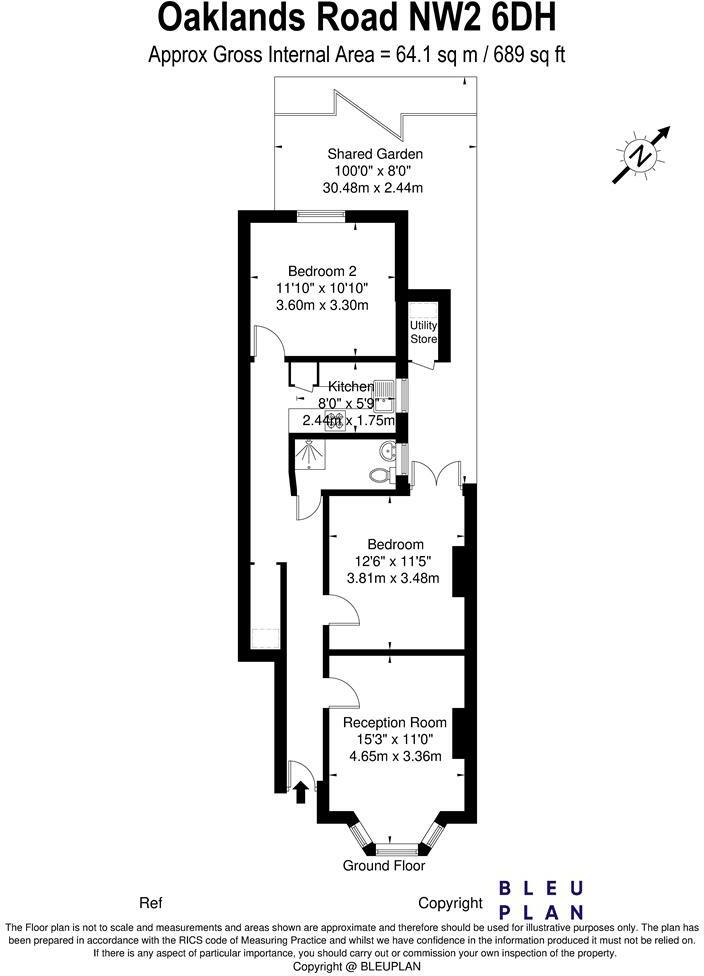 Oaklands Road NW2 6DH
Approx Gross Internal Area = 64.1 sq m / 689 sq ft
N
Shared Garden
100'0" x 8'0"
30.48m x 2.44m
Bedroom 2
11'10" x 10'10"
3.60m x 3.30m
Utility
Store
Kitchen
8'0" x 5'9"
2.44m x 1.75m
Bedroom
12'6" x 11'5"
3.81m x 3.48m
Reception Room
15'3" x 11'0"
4.65m x 3.36m
Ground Floor
Ref
Copyright
BLEU
PLAN
The Floor plan is not to scale and measurements and areas shown are approximate and therefore should be used for illustrative purposes only. The plan has
been prepared in accordance with the RICS code of Measuring Practice and whilst we have confidence in the information produced it must not be relied on.
If there is any aspect of particular importance, you should carry out or commission your own inspection of the property.
Copyright @ BLEUPLAN